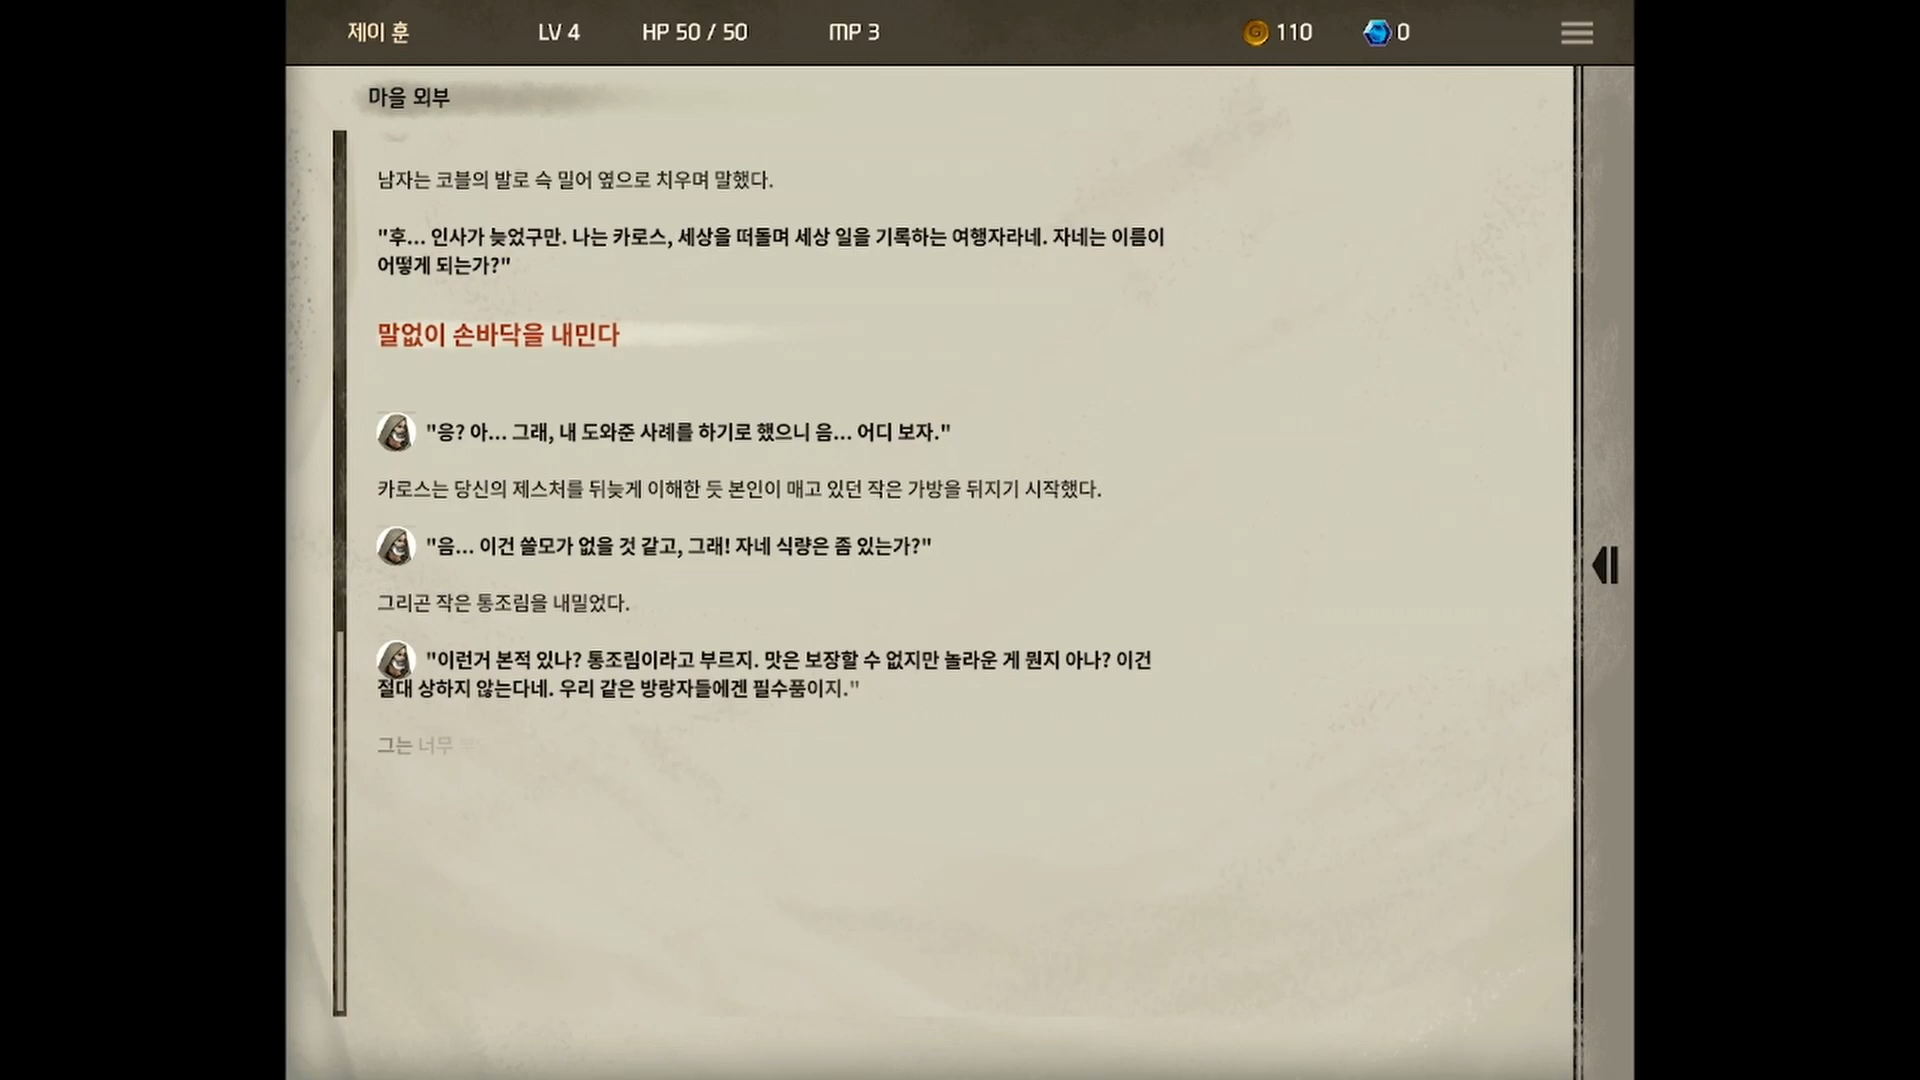 제이 훈 LV 4 HP 50 / 50 MP 3 110 0
마을 외부
남자는 코블의 발로 슥 밀어 옆으로 치우며 말했다.
"후... 인사가 늦었구만. 나는 카로스, 세상을 떠돌며 세상 일을 기록하는 여행자라네. 자네는 이름이
어떻게 되는가?"
말없이 손바닥을 내민다
"응? 아... 그래, 내 도와준 사례를 하기로 했으니 음... 어디 보자."
카로스는 당신의 제스처를 뒤늦게 이해한 듯 본인이 매고 있던 작은 가방을 뒤지기 시작했다.
"음... 이건 쓸모가 없을 것 같고, 그래! 자네 식량은 좀 있는가?"
그리곤 작은 통조림을 내밀었다.
"이런거 본적 있나? 통조림이라고 부르지. 맛은 보장할 수 없지만 놀라운 게 뭔지 아나? 이건
절대 상하지 않는다네. 우리 같은 방랑자들에겐 필수품이지."
그는 너무